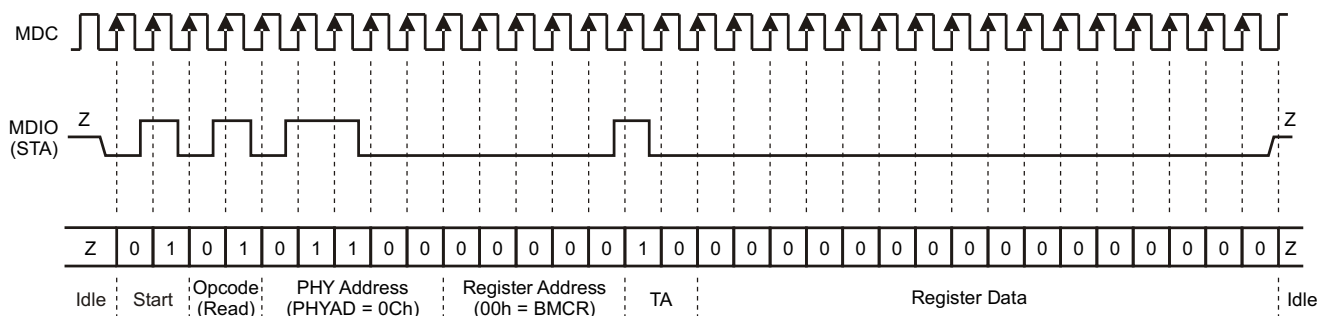 MDC
Z
MDIO
(STA)
Z
Z 0 1 0 1 0 1 1 0 0 0 0 0 0 0 1 0 0 0 0 0 0 0 0 0 0 0 0 0 0 0 0 0 Z
Idle Start Opcode (Read) PHY Address (PHYAD = 0Ch) Register Address (00h = BMCR) TA Register Data Idle